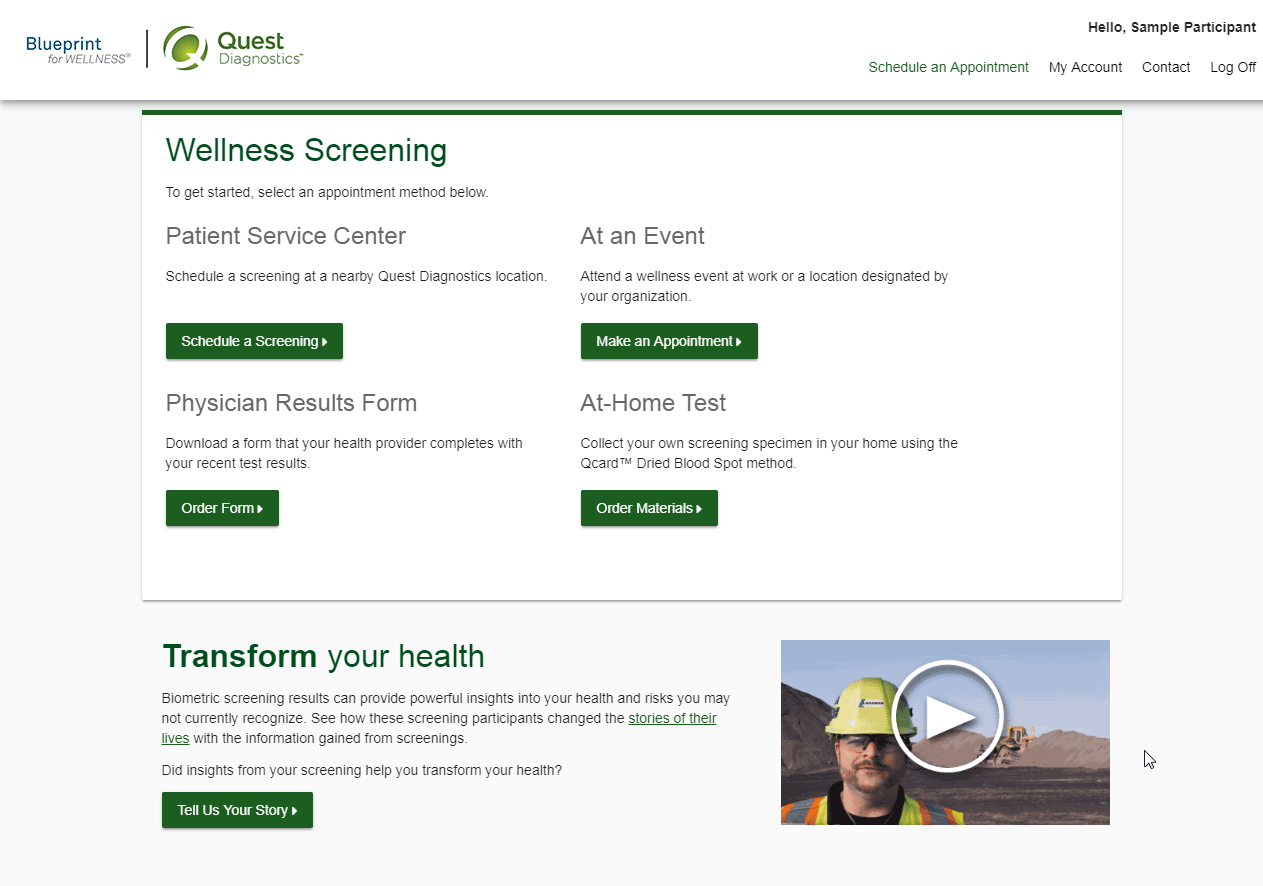 Blueprint
for WELLNESS®
Quest
Diagnostics™
Hello, Sample Participant
Schedule an Appointment
My Account
Contact
Log Off
Wellness Screening
To get started, select an appointment method below.
Patient Service Center
Schedule a screening at a nearby Quest Diagnostics location.
Schedule a Screening
At an Event
Attend a wellness event at work or a location designated by
your organization.
Make an Appointment
Physician Results Form
Download a form that your health provider completes with
your recent test results.
Order Form
At-Home Test
Collect your own screening specimen in your home using the
Qcard™ Dried Blood Spot method.
Order Materials
Transform your health
Biometric screening results can provide powerful insights into your health and risks you may
not currently recognize. See how these screening participants changed the stories of their
lives with the information gained from screenings.
Did insights from your screening help you transform your health?
Tell Us Your Story